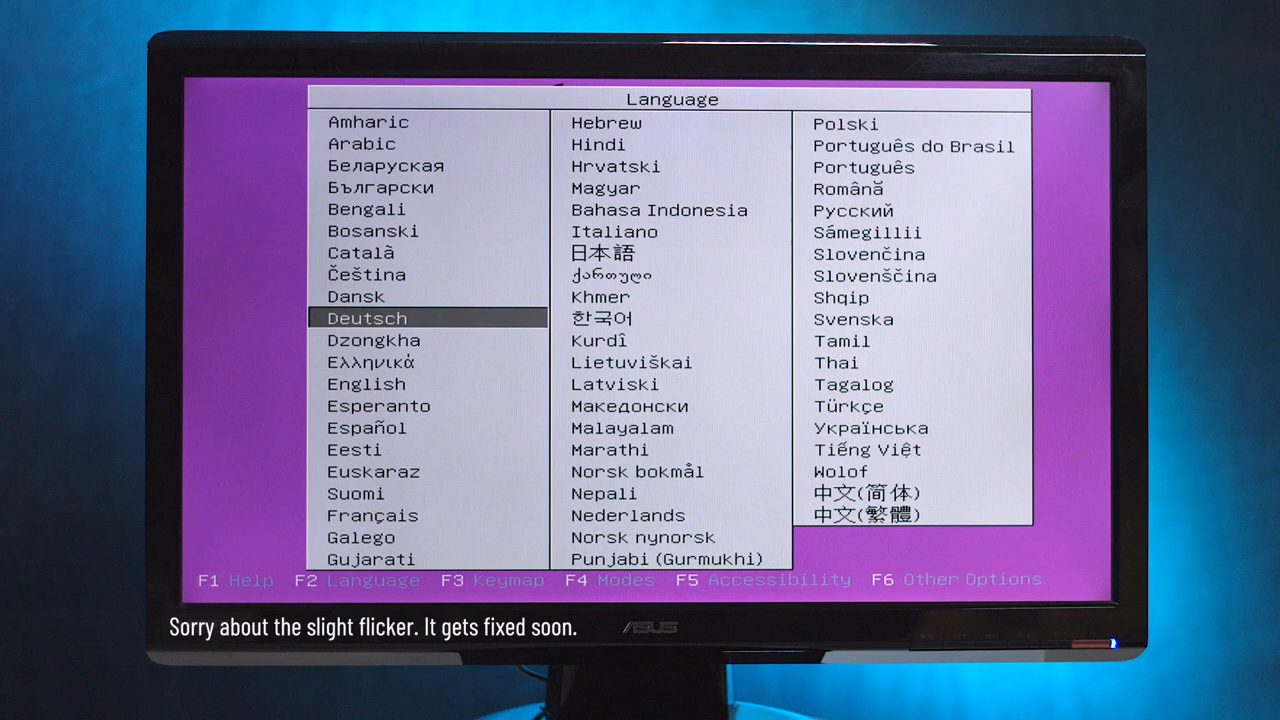 Language
Amharic
Arabic
Беларуская
Български
Bengali
Bosanski
Català
Čeština
Dansk
Deutsch
Dzongkha
Ελληνικά
English
Esperanto
Español
Eesti
Euskaraz
Suomi
Français
Galego
Gujarati
Hebrew
Hindi
Hrvatski
Magyar
Bahasa Indonesia
Italiano
日本語
ქართული
Khmer
한국어
Kurdî
Lietuviškai
Latviski
Македонски
Malayalam
Marathi
Norsk bokmål
Nepali
Nederlands
Norsk nynorsk
Punjabi (Gurmukhi)
Polski
Português do Brasil
Português
Română
Русский
Sámegillii
Slovenčina
Slovenščina
Shqip
Svenska
Tamil
Thai
Tagalog
Türkçe
Українська
Tiếng Việt
Wolof
中文(简体)
中文(繁體)
F1 Help F2 Language F3 Keymap F4 Modes F5 Accessibility F6 Other Options
Sorry about the slight flicker. It gets fixed soon.
ASUS